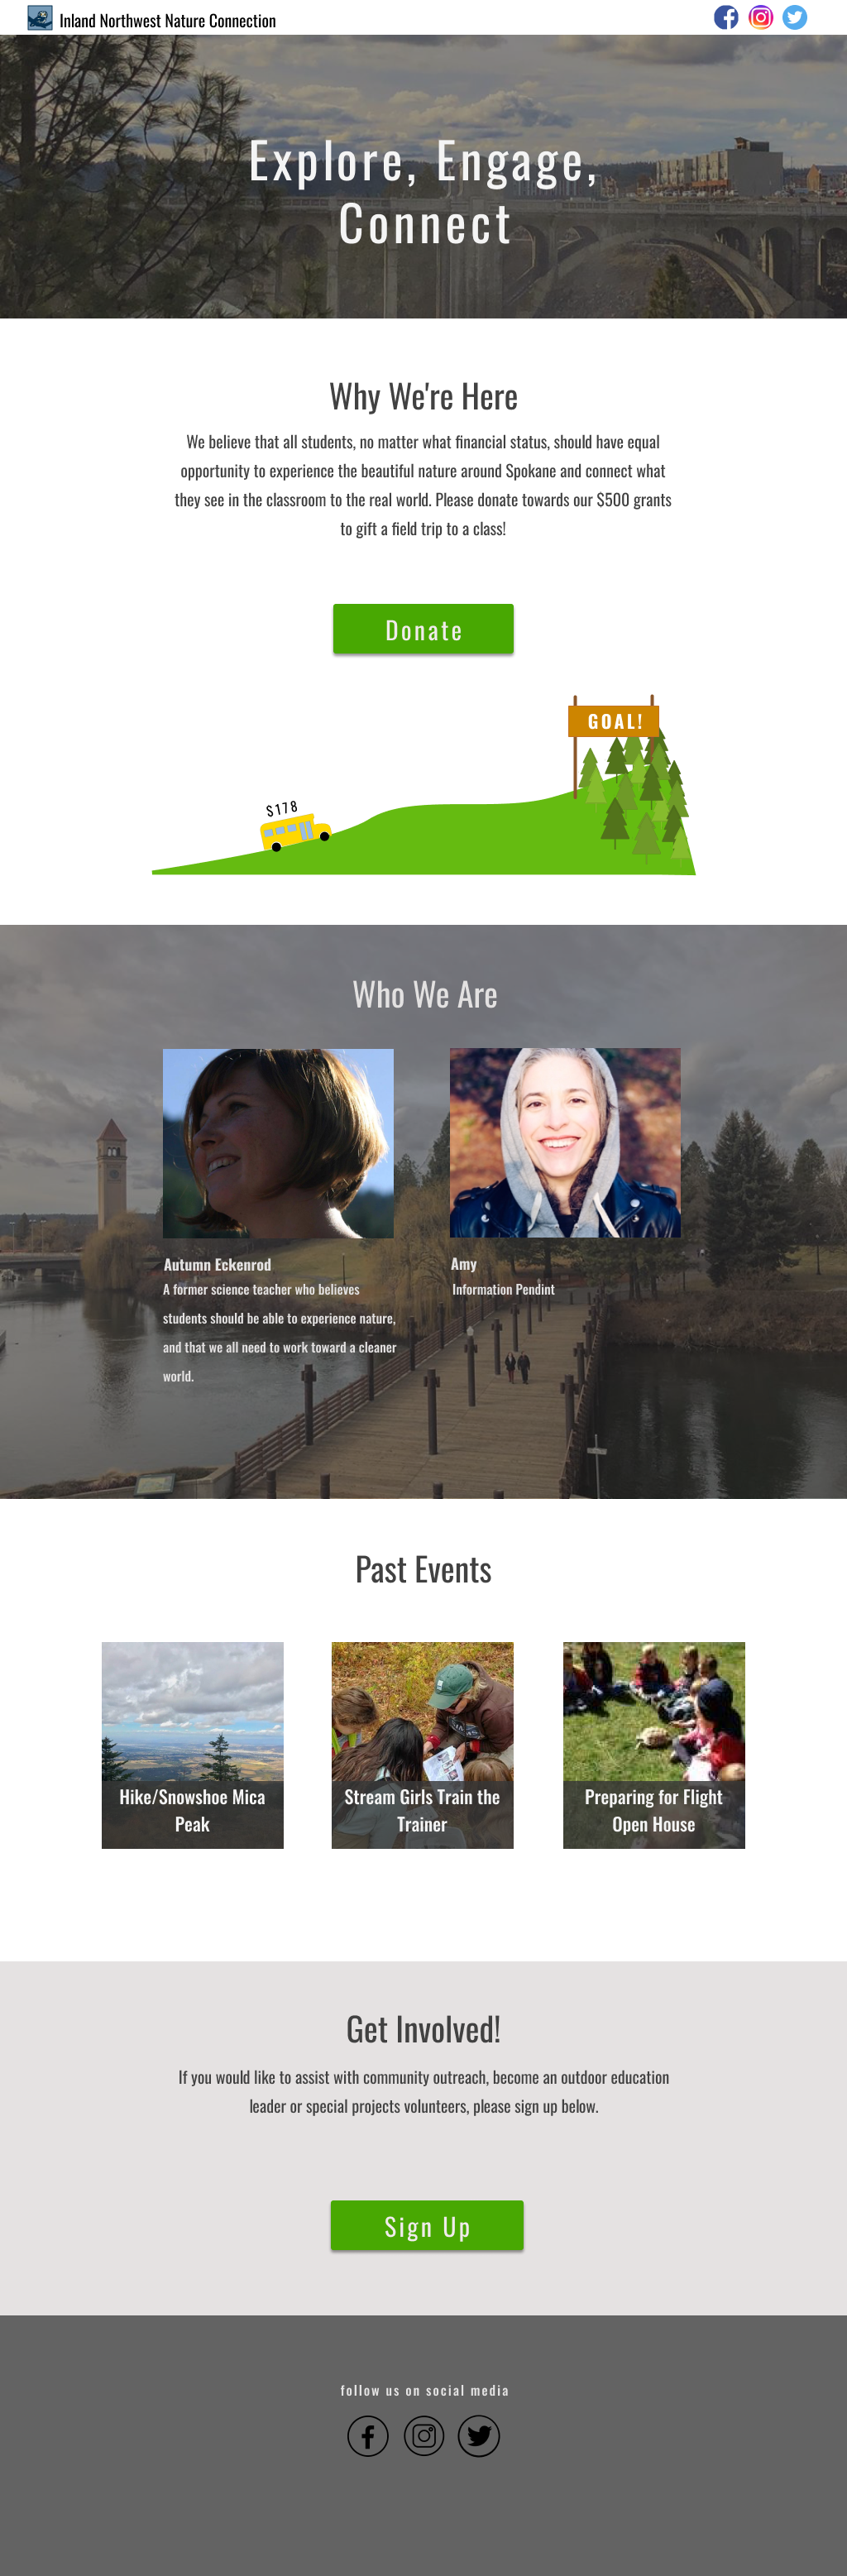 Inland Northwest Nature Connection
Explore, Engage,
Connect
Why We're Here
We believe that all students, no matter what financial status, should have equal
opportunity to experience the beautiful nature around Spokane and connect what
they see in the classroom to the real world. Please donate towards our $500 grants
to gift a field trip to a class!
Donate
GOAL!
$178
Who We Are
Autumn Eckenrod
A former science teacher who believes
students should be able to experience nature,
and that we all need to work toward a cleaner
world.
Amy
Information Pendint
Past Events
Hike/Snowshoe Mica
Peak
Stream Girls Train the
Trainer
Preparing for Flight
Open House
Get Involved!
If you would like to assist with community outreach, become an outdoor education
leader or special projects volunteers, please sign up below.
Sign Up
follow us on social media